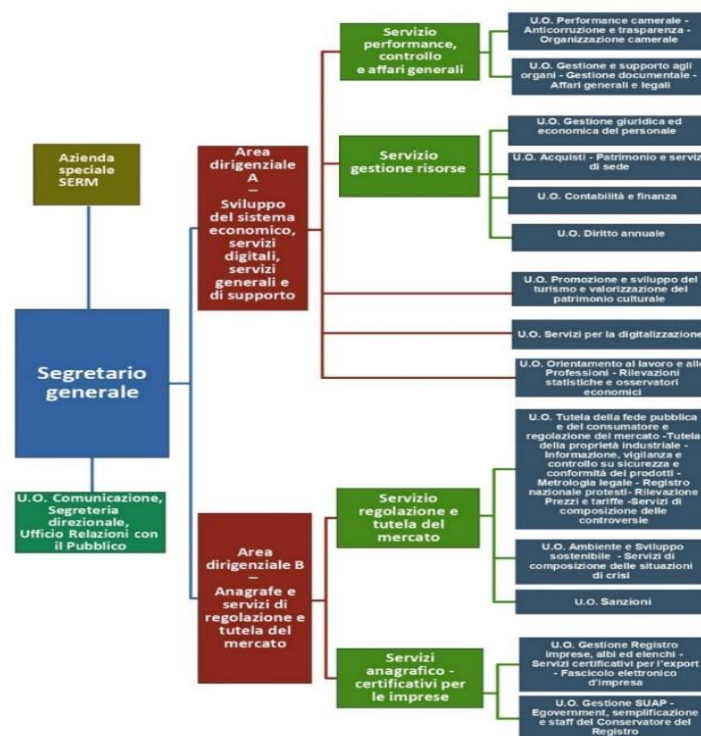 Azienda
speciale
SERM
Segretario
generale
U.O. Comunicazione,
Segreteria
direzionale,
Ufficio Relazioni con
il Pubblico
Area
dirigenziale
A
–
Sviluppo
del sistema
economico,
servizi
digitali,
servizi
generali e
di supporto
Servizio
performance,
controllo
e affari generali
U.O. Performance camerale -
Anticorruzione e trasparenza -
Organizzazione camerale
U.O. Gestione e supporto agli
organi - Gestione documentale -
Affari generali e legali
Servizio
gestione risorse
U.O. Gestione giuridica ed
economica del personale
U.O. Acquisti - Patrimonio e serviz
di sede
U.O. Contabilità e finanza
U.O. Diritto annuale
U.O. Promozione e sviluppo del
turismo e valorizzazione del
patrimonio culturale
U.O. Servizi per la digitalizzazione
U.O. Orientamento al lavoro e alle
Professioni - Rilevazioni
statistiche e osservatori
economici
Area
dirigenziale B
–
Anagrafe e
servizi di
regolazione e
tutela del
mercato
Servizio
regolazione e
tutela del
mercato
U.O. Tutela della fede pubblica
e del consumatore e
regolazione del mercato -Tutela
della proprietà industriale -
Informazione, vigilanza e
controllo su sicurezza e
conformità dei prodotti -
Metrologia legale - Registro
nazionale protesti- Rilevazione
Prezzi e tariffe -Servizi di
composizione delle
controversie
U.O. Ambiente e Sviluppo
sostenibile - Servizi di
composizione delle situazioni
di crisi
U.O. Sanzioni
Servizi
anagrafico -
certificativi per
le imprese
U.O. Gestione Registro
imprese, albi ed elenchi -
Servizi certificativi per l'export
- Fascicolo elettronico
d'impresa
U.O. Gestione SUAP -
Egovernment, semplificazione
e staff del Conservatore del
Registro